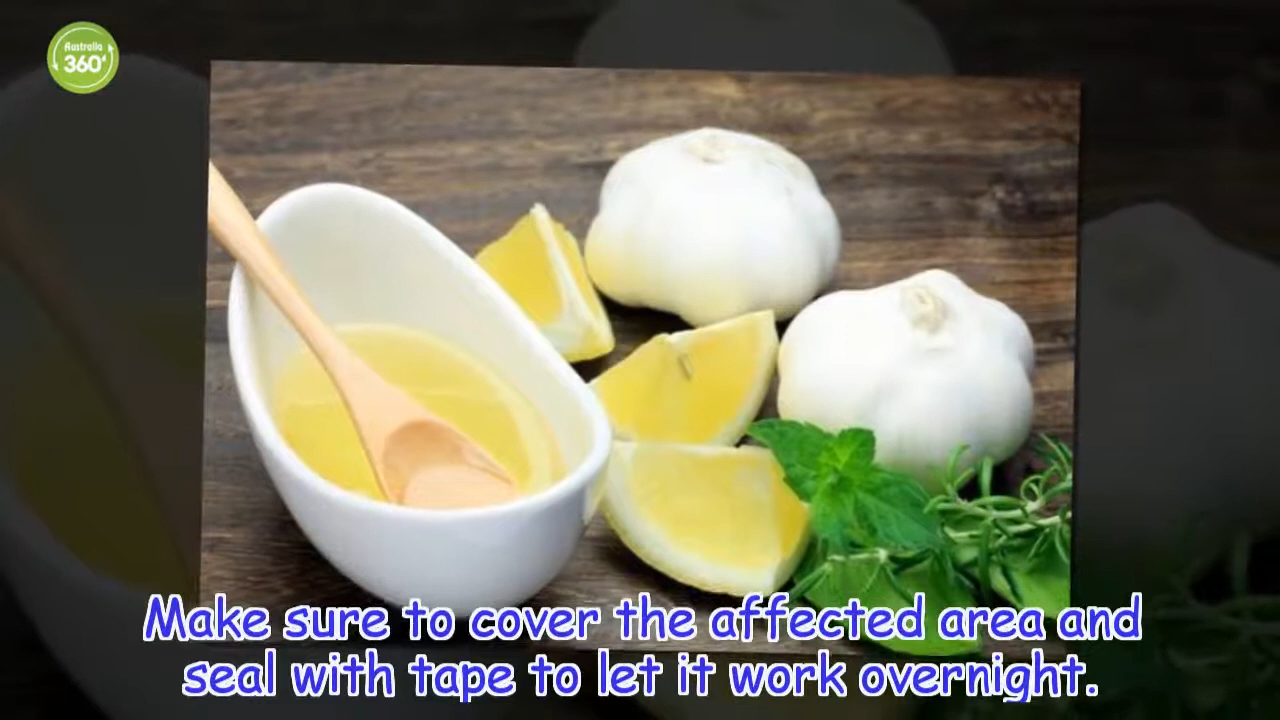 Australia
360°
Make sure to cover the affected area and
seal with tape to let it work overnight.